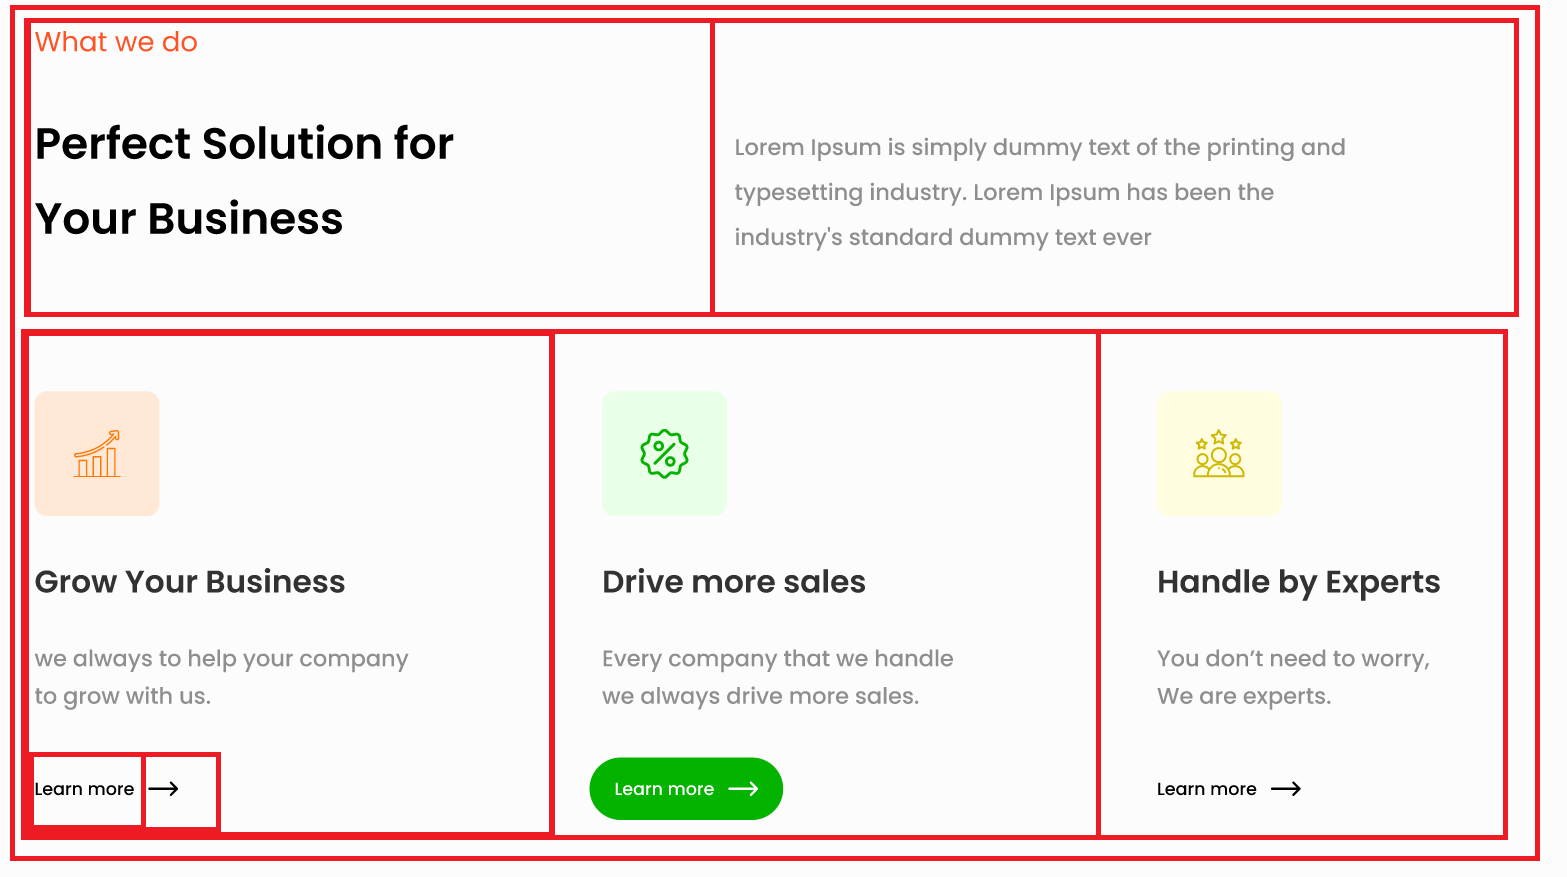 What we do
Perfect Solution for
Your Business
Lorem Ipsum is simply dummy text of the printing and
typesetting industry. Lorem Ipsum has been the
industry's standard dummy text ever
Grow Your Business
we always to help your company
to grow with us.
Learn more
Drive more sales
Every company that we handle
we always drive more sales.
Learn more
Handle by Experts
You don’t need to worry,
We are experts.
Learn more